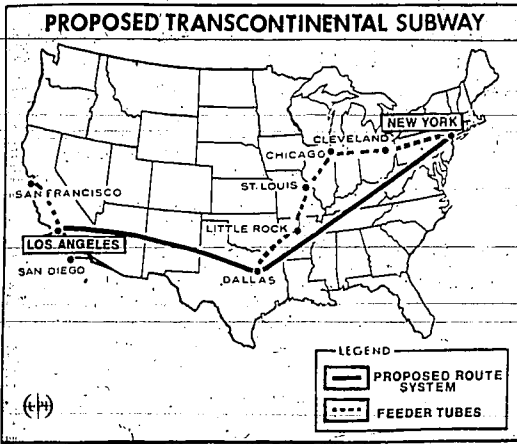 PROPOSED TRANSCONTINENTAL SUBWAY
NEW YORK
CLEVELAND
CHICAGO
ST. LOUIS
SAN FRANCISCO
LITTLE ROCK
LOS ANGELES
SAN DIEGO
DALLAS
LEGEND
PROPOSED ROUTE
SYSTEM
FEEDER TUBES